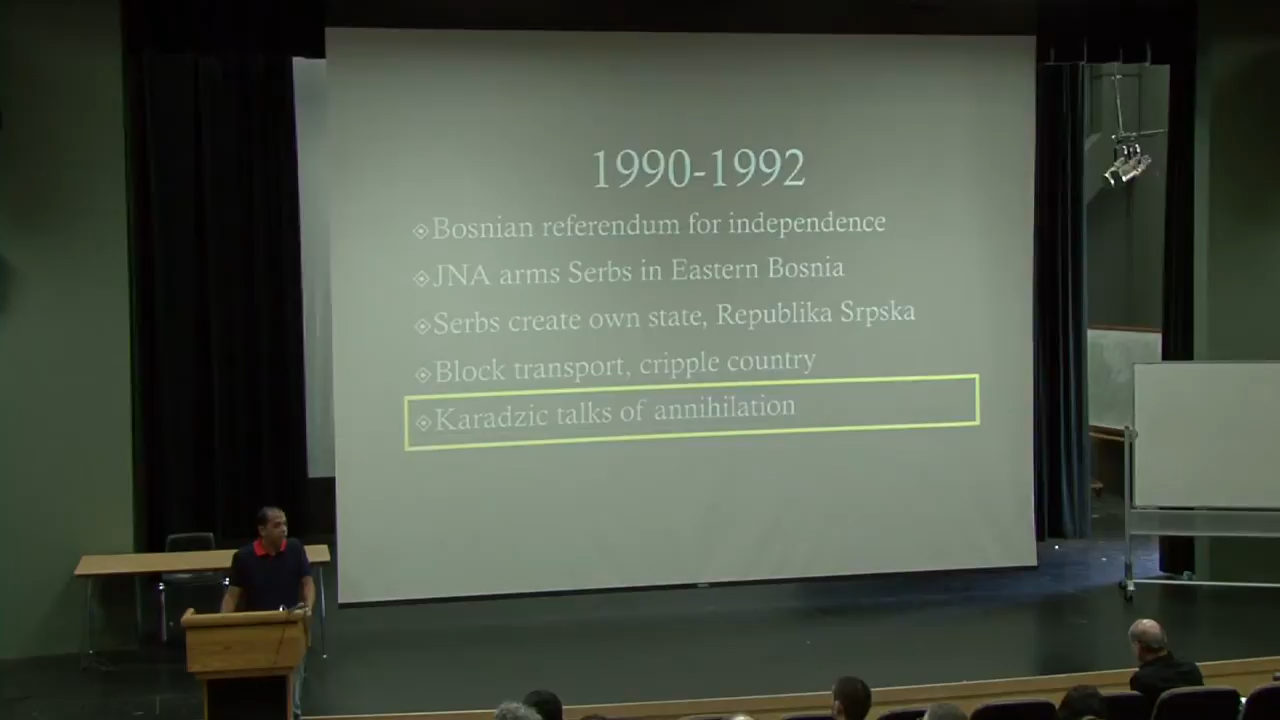 1990-1992
Bosnian referendum for independence
JNA arms Serbs in Eastern Bosnia
Serbs create own state, Republika Srpska
Block transport, cripple country
Karadzic talks of annihilation